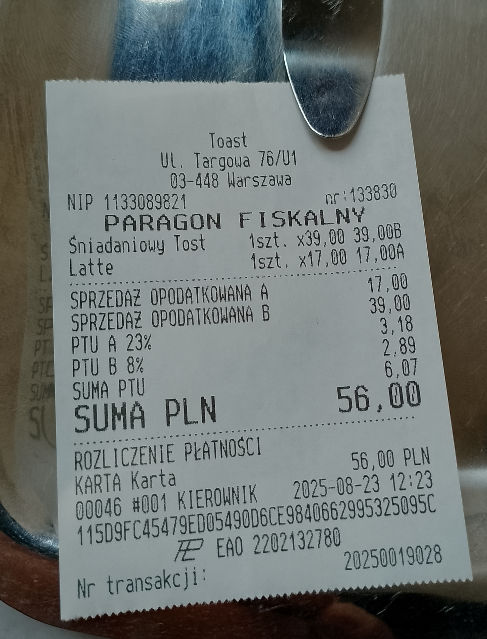 Toast
Ul. Targowa 76/U1
03-448 Warszawa
NIP 1133089821 nr:133830
PARAGON FISKALNY
Śniadaniowy Tost 1szt. x39,00 39,00B
Latte 1szt. x17,00 17,00A
SPRZEDAŻ OPODATKOWANA A 17,00
SPRZEDAŻ OPODATKOWANA B 39,00
PTU A 23% 3,18
PTU B 8% 2,89
SUMA PTU 6,07
SUMA PLN 56,00
ROZLICZENIE PŁATNOŚCI
KARTA Karta 56,00 PLN
00046 #001 KIEROWNIK 2025-08-23 12:23
115D9FC45479ED05490D6CE9840662995325095C
EAO 2202132780
Nr transakcji: 20250019028